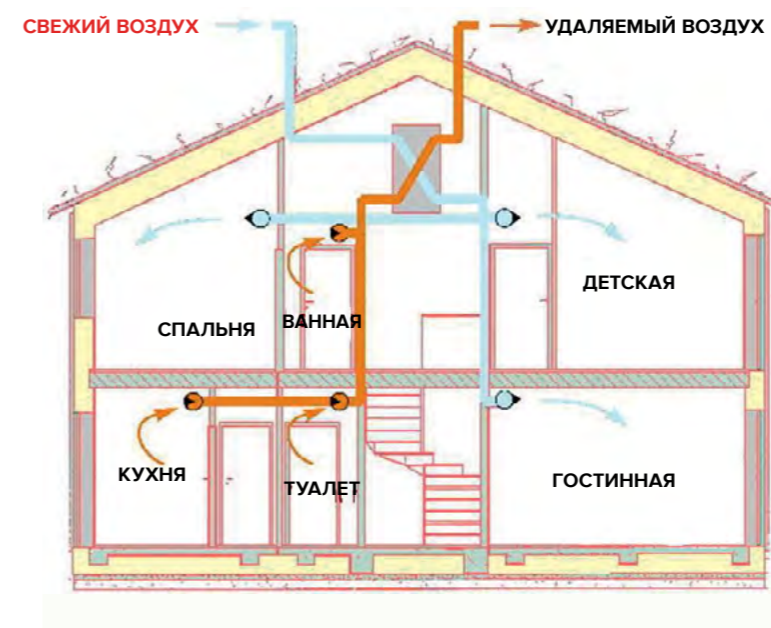 СВЕЖИЙ ВОЗДУХ
УДАЛЯЕМЫЙ ВОЗДУХ
ДЕТСКАЯ
СПАЛЬНЯ
ВАННАЯ
КУХНЯ
ТУАЛЕТ
ГОСТИННАЯ